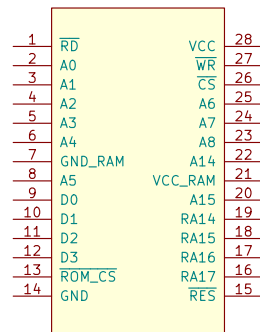 1 RD VCC 28
2 A0 WR 27
3 A1 CS 26
4 A2 A6 25
5 A3 A7 24
6 A4 A8 23
7 GND_RAM A14 22
8 A5 VCC_RAM 21
9 D0 A15 20
10 D1 RA14 19
11 D2 RA15 18
12 D3 RA16 17
13 ROM_CS RA17 16
14 GND RES 15